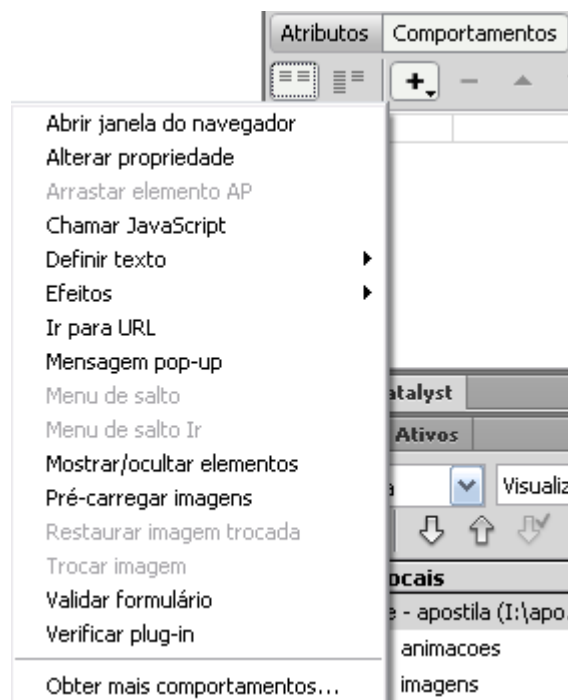 Atributos Comportamentos
Abrir janela do navegador
Alterar propriedade
Arrastar elemento AP
Chamar JavaScript
Definir texto
Efeitos
Ir para URL
Mensagem pop-up
Menu de salto
atalyst
Menu de salto Ir
Ativos
Mostrar/ocultar elementos
Pré-carregar imagens
Visualiz
Restaurar imagem trocada
Trocar imagem
ocais
Validar formulário
- apostila (I:\apo.
Verificar plug-in
animacoes
Obter mais comportamentos...
imagens